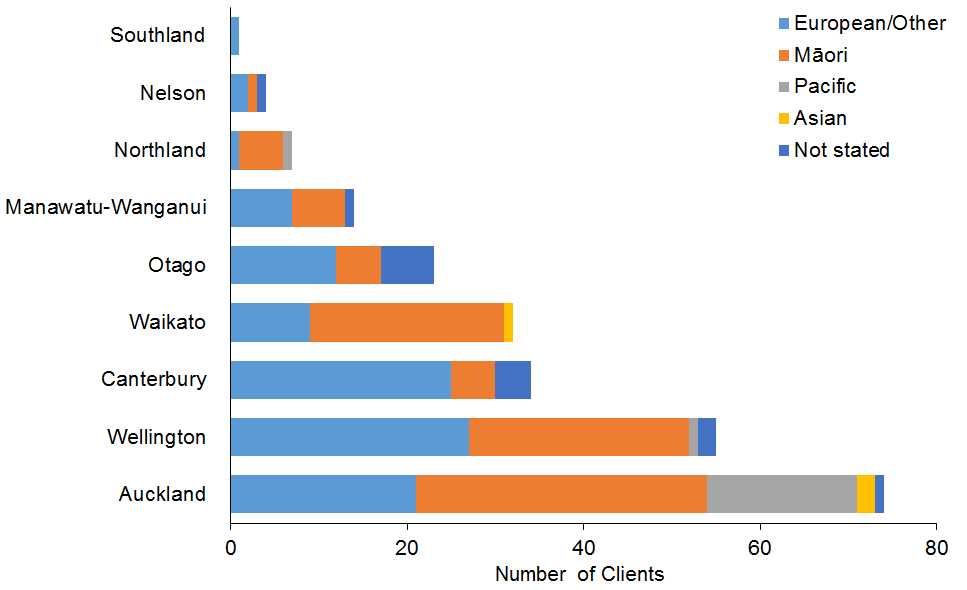 European/Other
Māori
Pacific
Asian
Not stated
Southland
Nelson
Northland
Manawatu-Wanganui
Otago
Waikato
Canterbury
Wellington
Auckland
0 20 40 60 80
Number of Clients